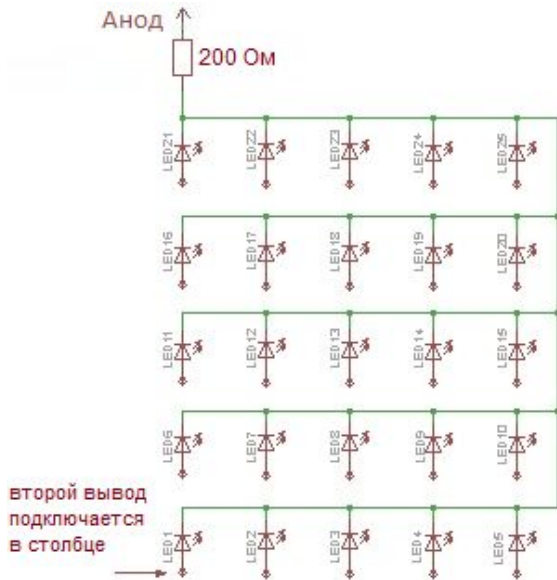 Анод
200 Ом
LED21 LED22 LED23 LED24 LED25
LED16 LED17 LED18 LED19 LED20
LED11 LED12 LED13 LED14 LED15
LED6 LED7 LED8 LED9 LED10
LED1 LED2 LED3 LED4 LED5
второй вывод
подключается
в столбце